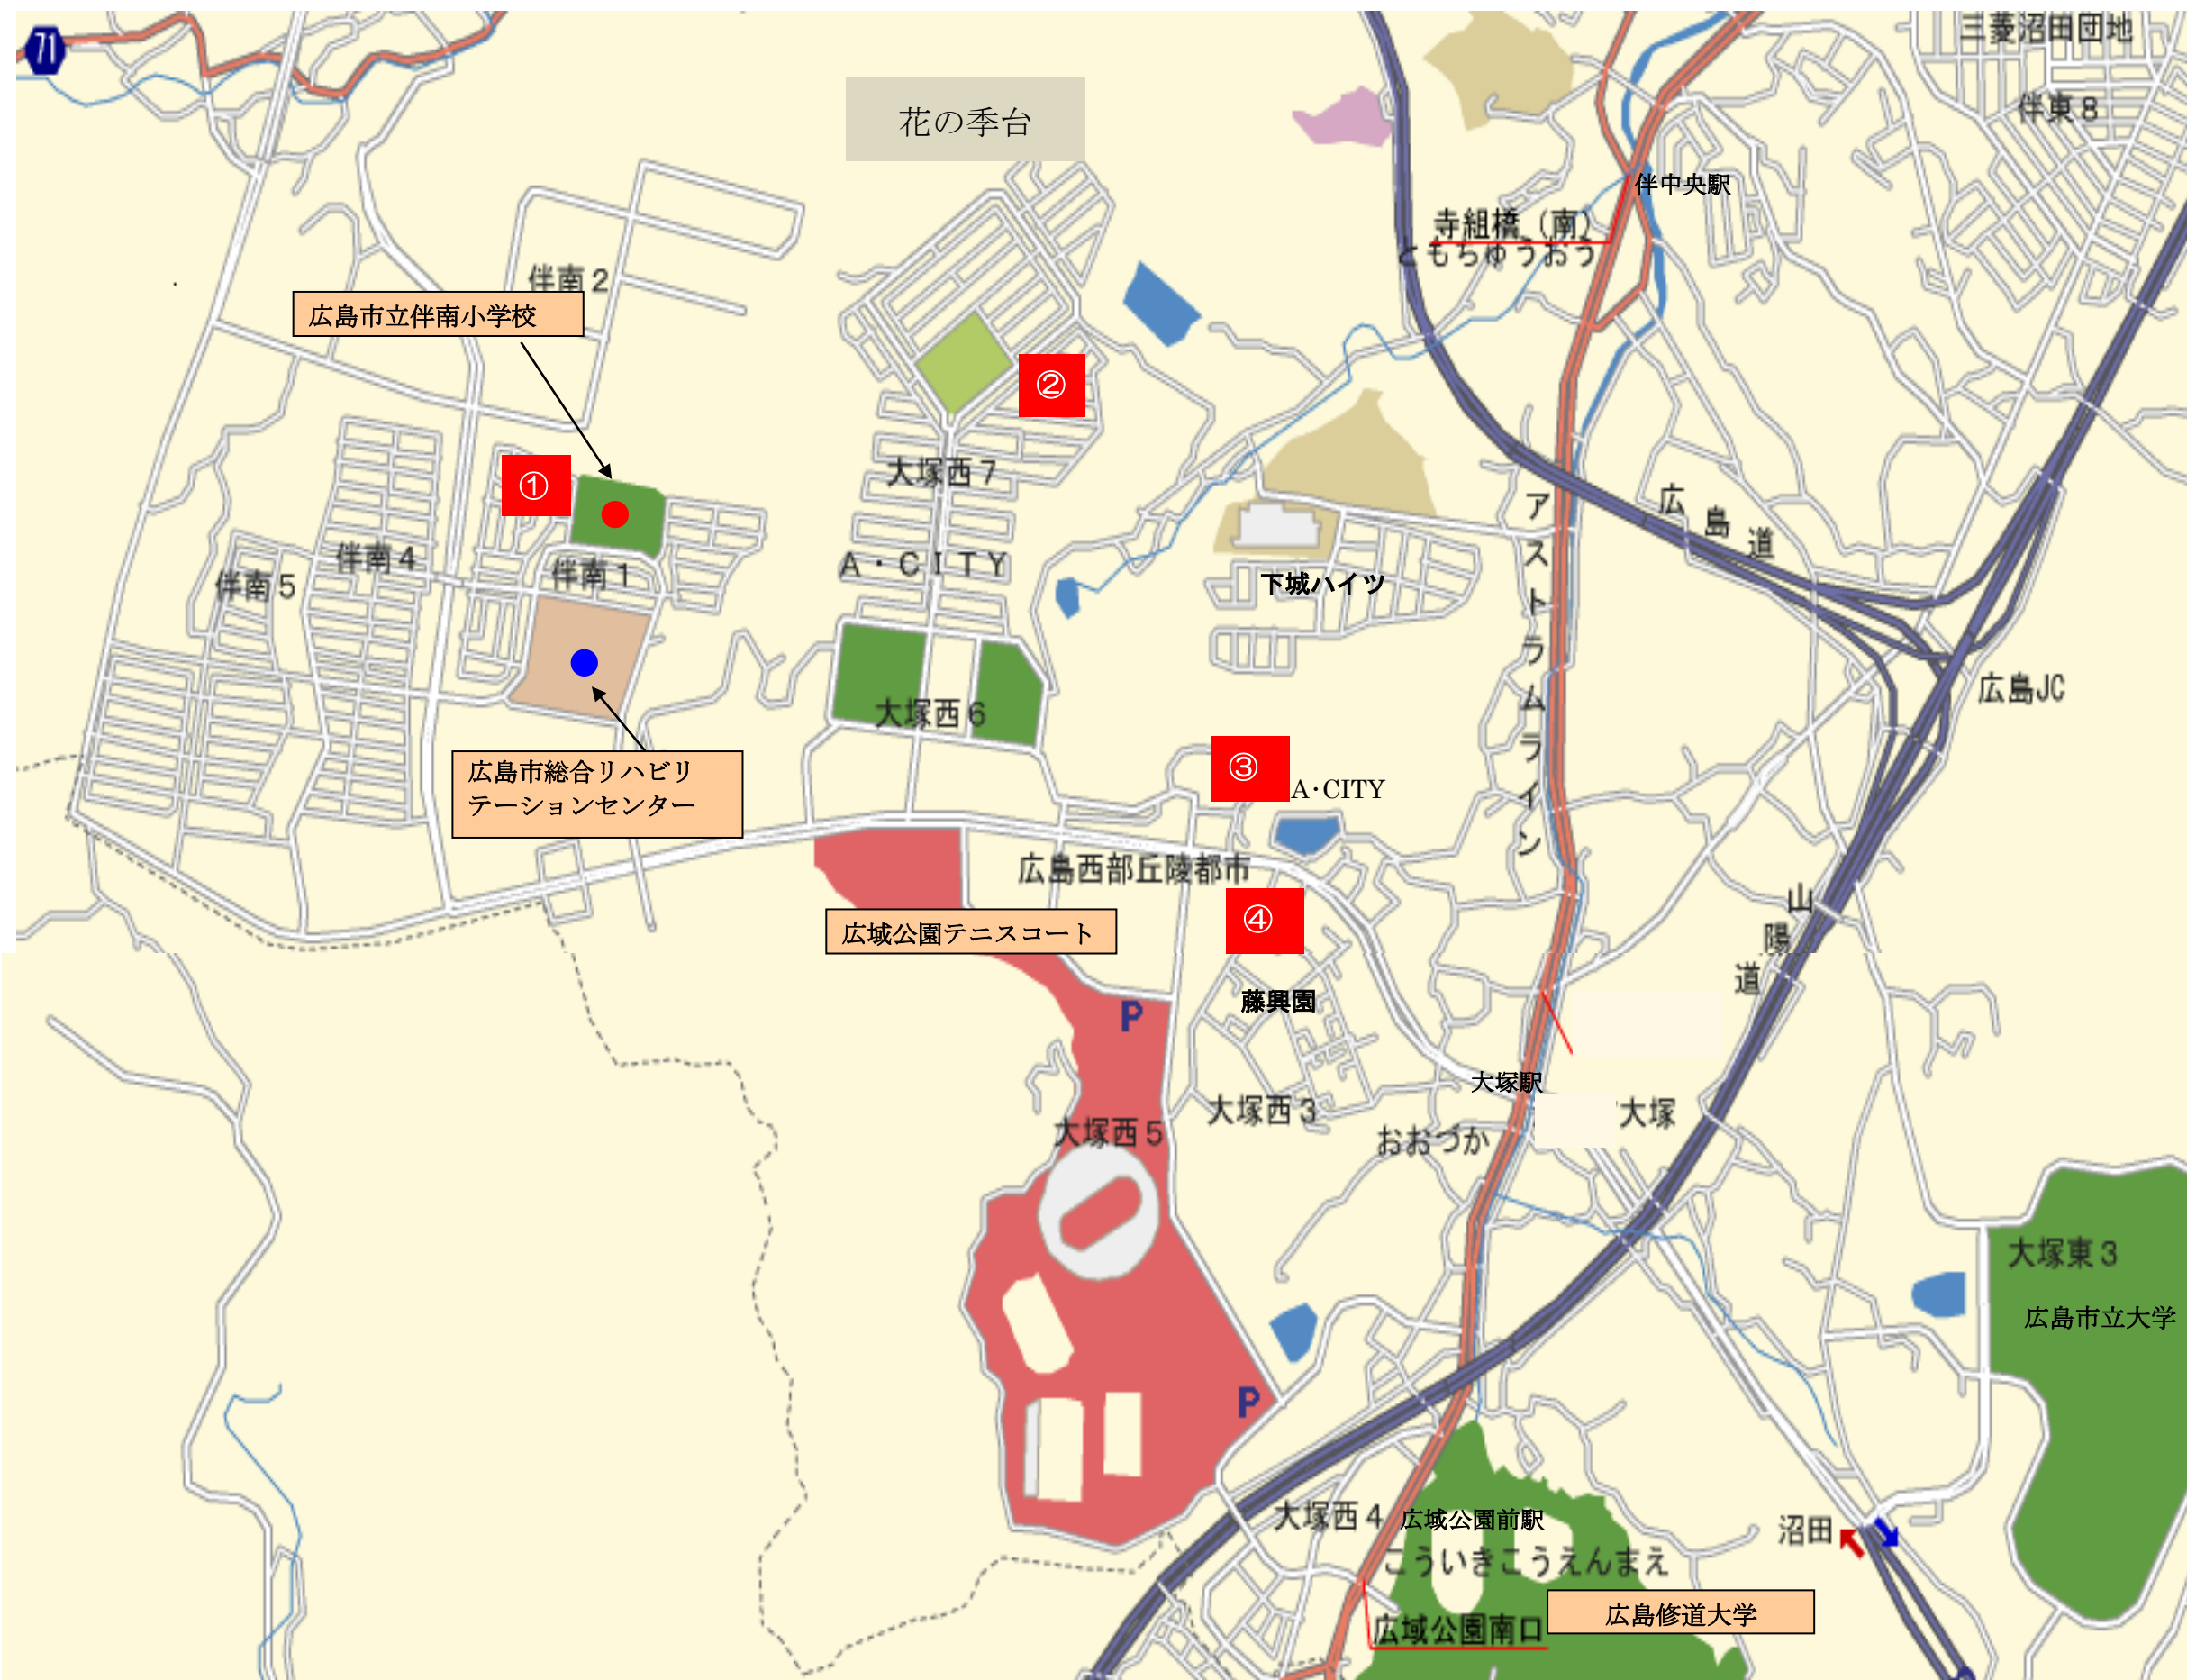 71
三菱沼田団地
伴東8
花の季台
伴中央駅
寺組橋（南）
ともちゅうおう
伴南2
広島市立伴南小学校
②
大塚西7
①
広島道
アストラムライン
伴南4
伴南5
伴南1
A・CITY
下城ハイツ
広島JC
大塚西6
広島市総合リハビリ
テーションセンター
③
A・CITY
広島西部丘陵都市
④
山陽道
広域公園テニスコート
P
藤興園
大塚駅
大塚西3
大塚
おおづか
大塚西5
大塚東3
広島市立大学
P
大塚西4
広域公園前駅
こういきこうえんまえ
沼田
広島修道大学
広域公園南口